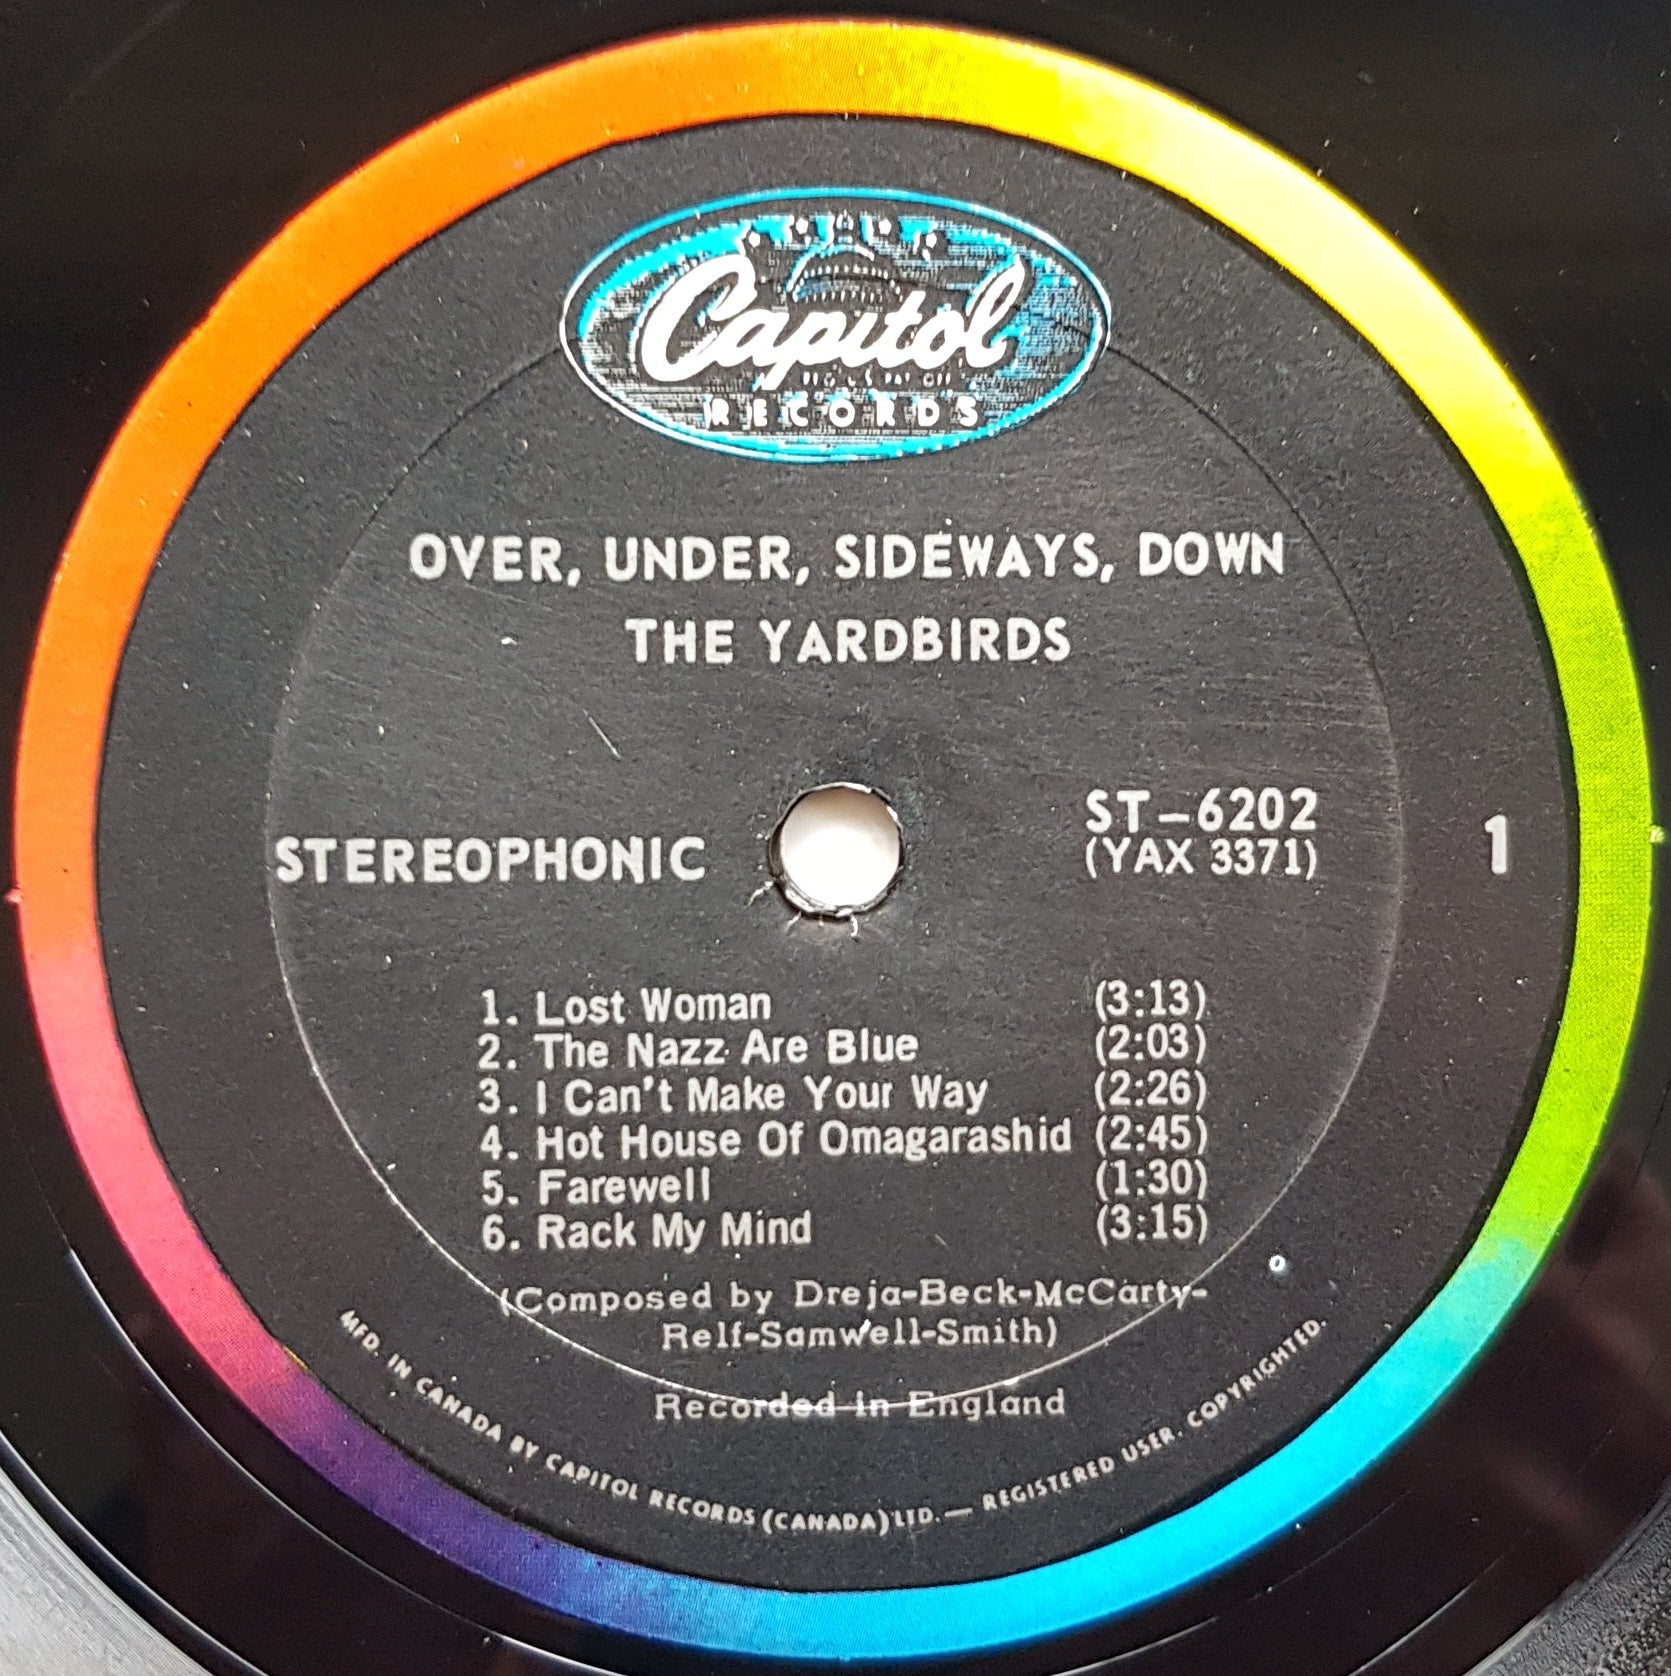 Capitol
RECORDS
OVER, UNDER, SIDEWAYS, DOWN
THE YARDBIRDS
STEREOPHONIC
ST-6202
(YAX 3371)
1
1. Lost Woman (3:13)
2. The Nazz Are Blue (2:03)
3. I Can't Make Your Way (2:26)
4. Hot House Of Omagarashid (2:45)
5. Farewell (1:30)
6. Rack My Mind (3:15)
(Composed by Dreja-Beck-McCarty-
Relf-Samwell-Smith)
Recorded in England
MFD. IN CANADA BY CAPITOL RECORDS (CANADA) LTD. — REGISTERED USER. COPYRIGHTED.